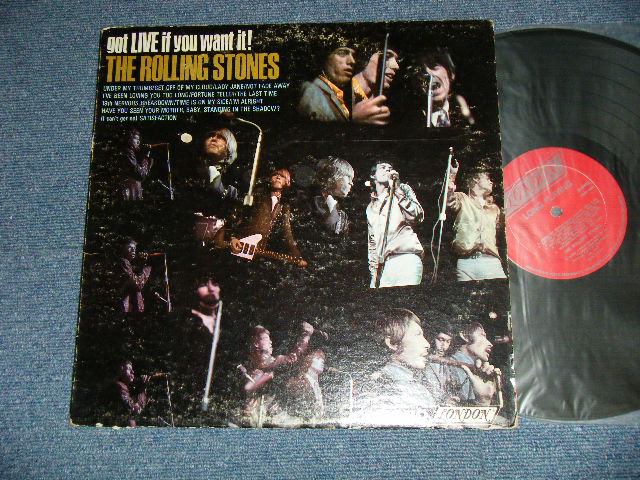 got LIVE if you want it!
THE ROLLING STONES
UNDER MY THUMB/GET OFF OF MY CLOUD/LADY JANE/NOT FADE AWAY
I'VE BEEN LOVING YOU TOO LONG/FORTUNE TELLER/THE LAST TIME
19th NERVOUS BREAKDOWN/TIME IS ON MY SIDE/I'M ALRIGHT
HAVE YOU SEEN YOUR MOTHER, BABY, STANDING IN THE SHADOW?
(I can't get no) SATISFACTION
LONDON
LONDON